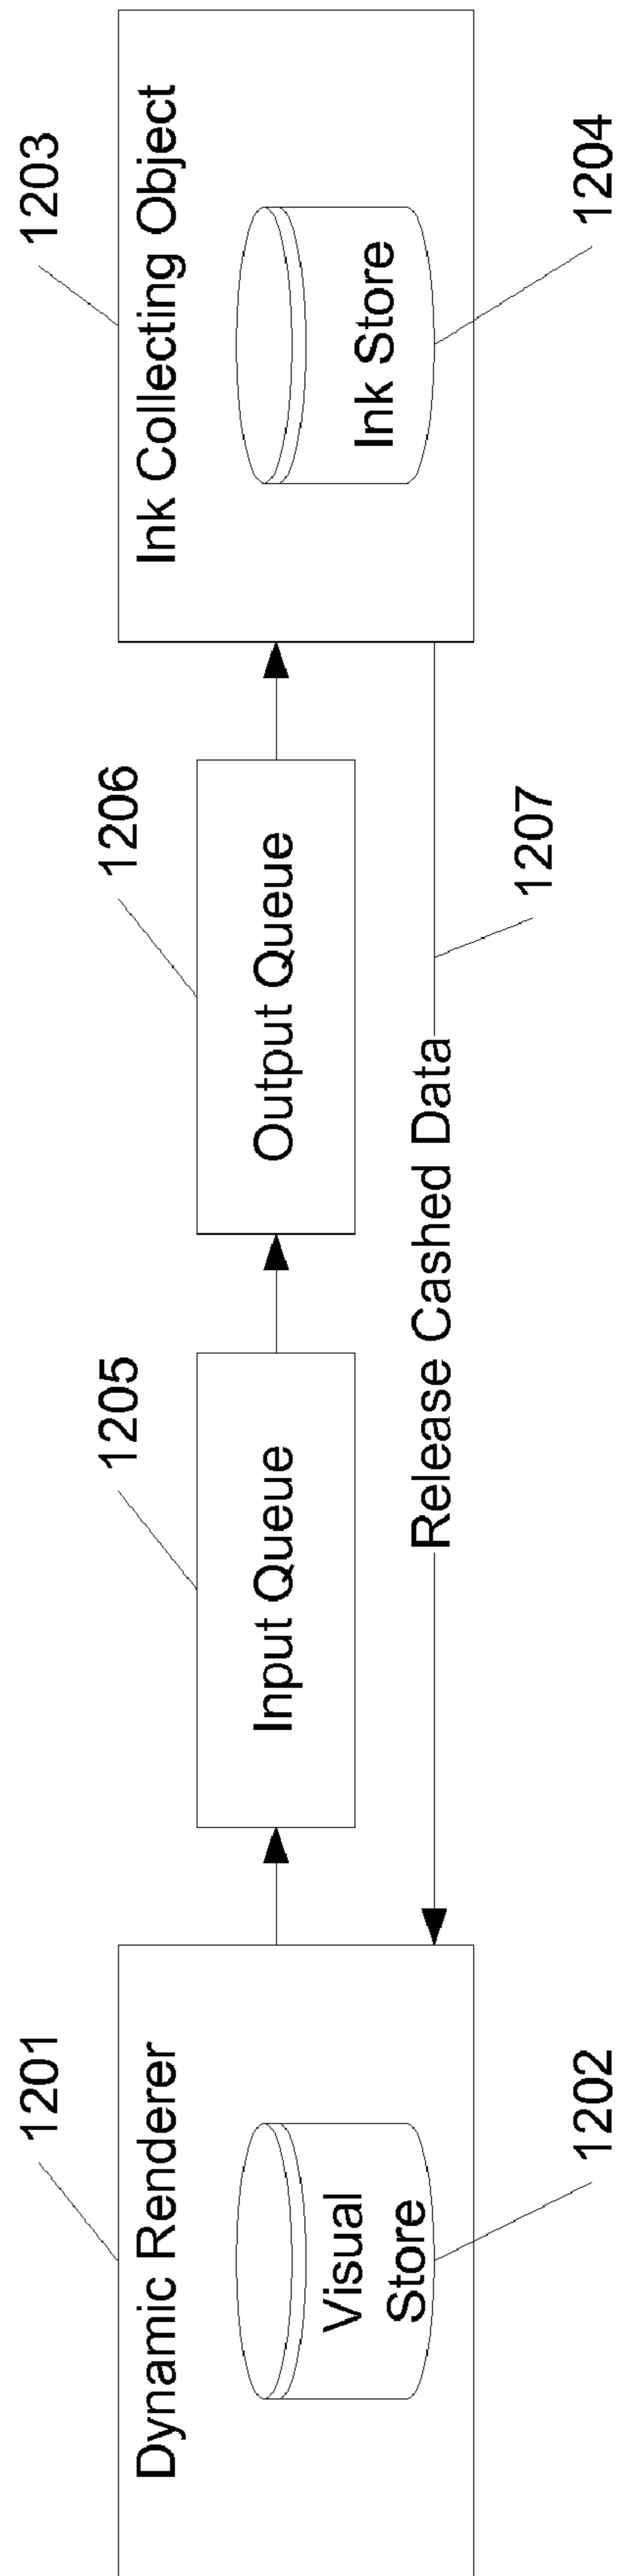 1201
Dynamic Renderer
Visual
Store
1202
1205
Input Queue
1206
Output Queue
Release Cashed Data
1207
1203
Ink Collecting Object
Ink Store
1204